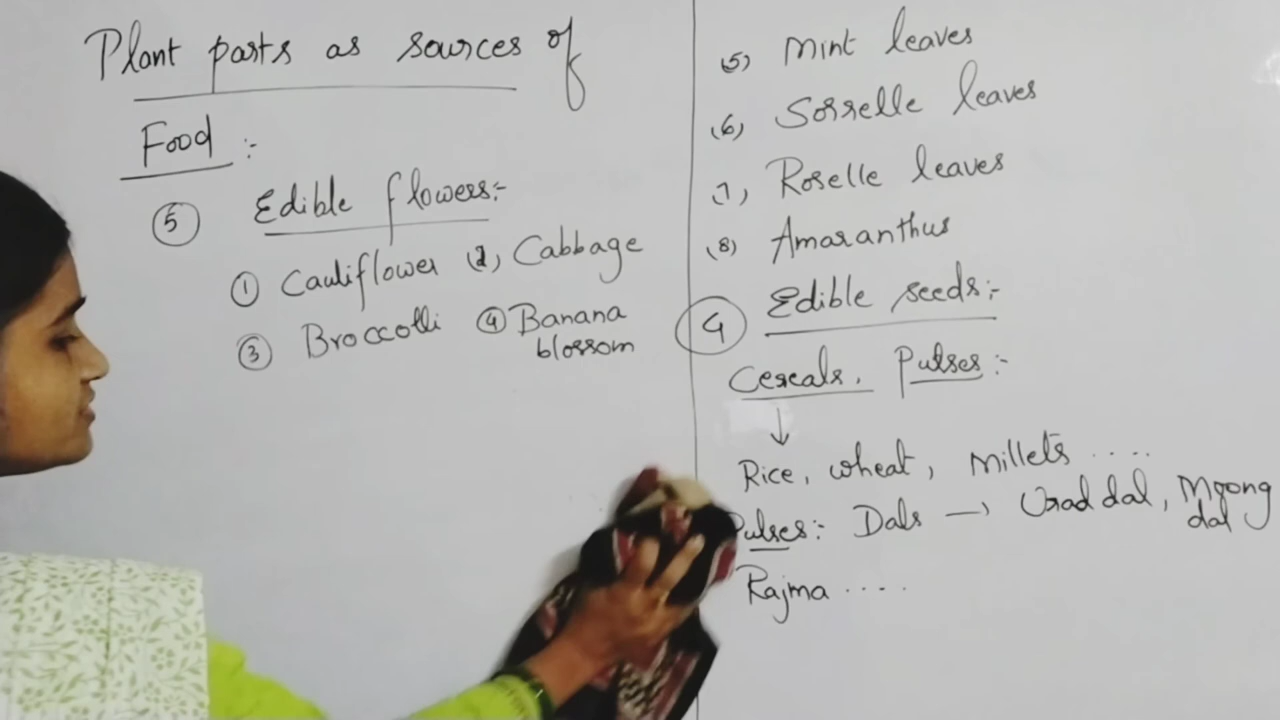 Plant parts as sources of
Food :-
⑤ Edible flowers:-
① Cauliflower (2), Cabbage
③ Broccolli ④ Banana
blossom
(5), Mint leaves
(6), Sorrelle leaves
(7), Roselle leaves
(8) Amaranthus
④ Edible seeds:-
Cereals, Pulses :-
↓
Rice, wheat, Millets ....
Pulses: Dals → Urad dal, Moong
dal
Rajma ....